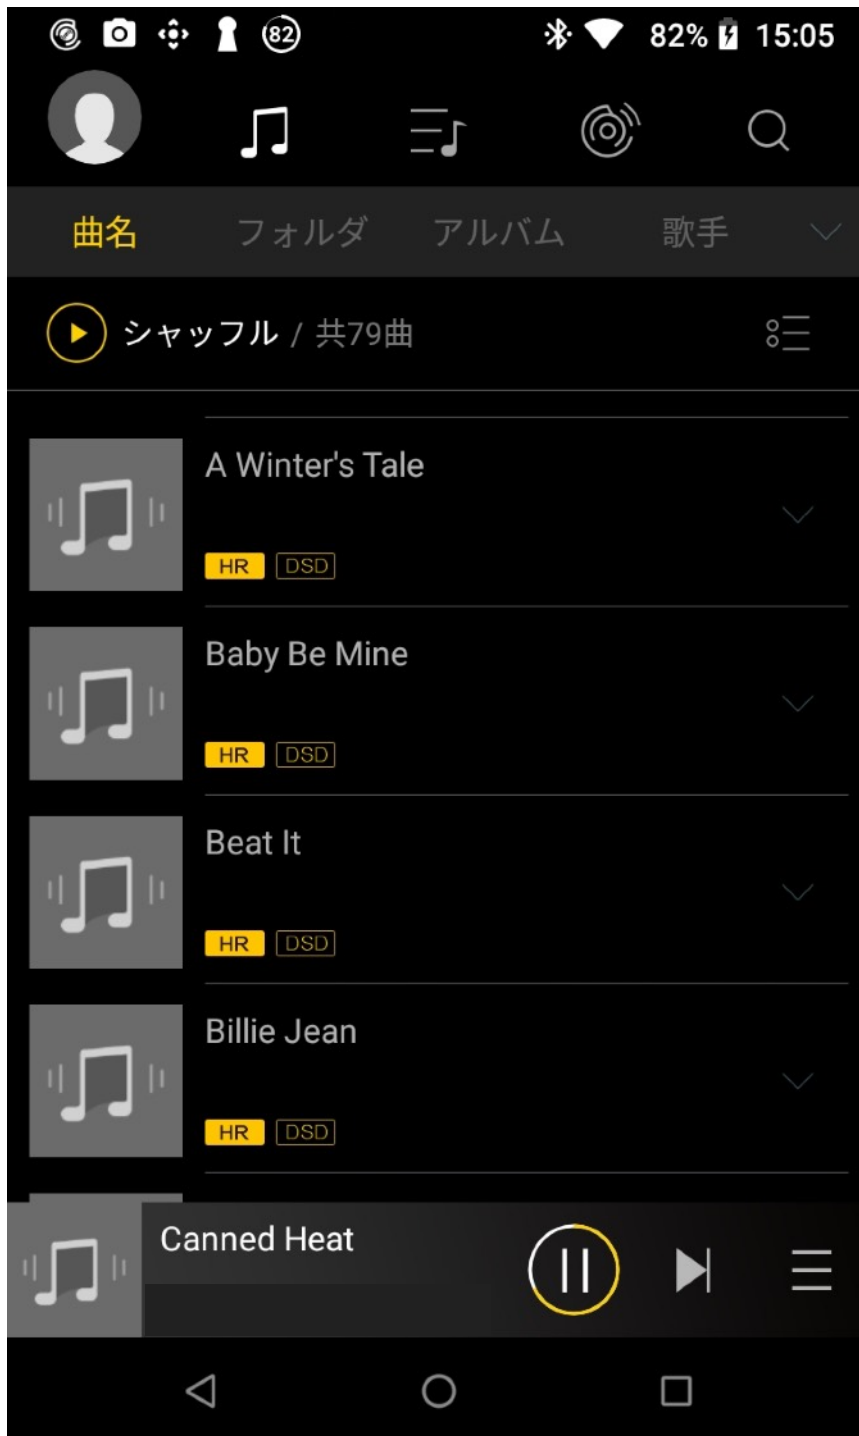 82 82% 15:05
曲名 フォルダ アルバム 歌手
シャッフル / 共79曲
A Winter's Tale
HR DSD
Baby Be Mine
HR DSD
Beat It
HR DSD
Billie Jean
HR DSD
Canned Heat